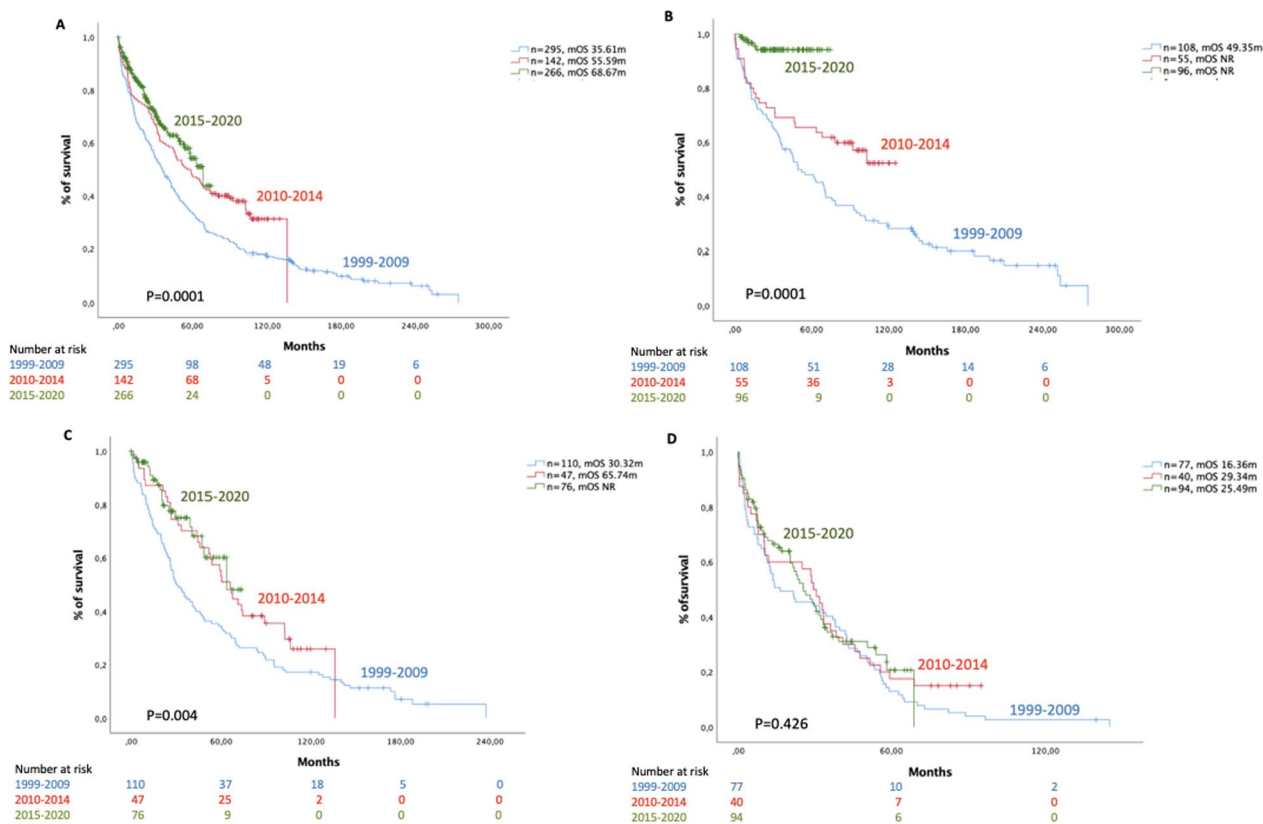 A
1,0
0,8
0,6
0,4
0,2
0,0
% of survival
n=295, mOS 35.61m
n=142, mOS 55.59m
n=266, mOS 68.67m
2015-2020
2010-2014
1999-2009
P=0.0001
,00 60,00 120,00 180,00 240,00 300,00
Months
Number at risk
1999-2009 295 98 48 19 6
2010-2014 142 68 5 0 0
2015-2020 266 24 0 0 0
B
1,0
0,8
0,6
0,4
0,2
0,0
% of survival
n=108, mOS 49.35m
n=55, mOS NR
n=96, mOS NR
2015-2020
2010-2014
1999-2009
P=0.0001
,00 60,00 120,00 180,00 240,00 300,00
Months
Number at risk
1999-2009 108 51 28 14 6
2010-2014 55 36 3 0 0
2015-2020 96 9 0 0 0
C
1,0
0,8
0,6
0,4
0,2
0,0
% of survival
n=110, mOS 30.32m
n=47, mOS 65.74m
n=76, mOS NR
2015-2020
2010-2014
1999-2009
P=0.004
,00 60,00 120,00 180,00 240,00
Months
Number at risk
1999-2009 110 37 18 5 0
2010-2014 47 25 2 0 0
2015-2020 76 9 0 0 0
D
1,0
0,8
0,6
0,4
0,2
0,0
% ofsurvival
n=77, mOS 16.36m
n=40, mOS 29.34m
n=94, mOS 25.49m
2015-2020
2010-2014
1999-2009
P=0.426
,00 60,00 120,00
Months
Number at risk
1999-2009 77 10 2
2010-2014 40 7 0
2015-2020 94 6 0